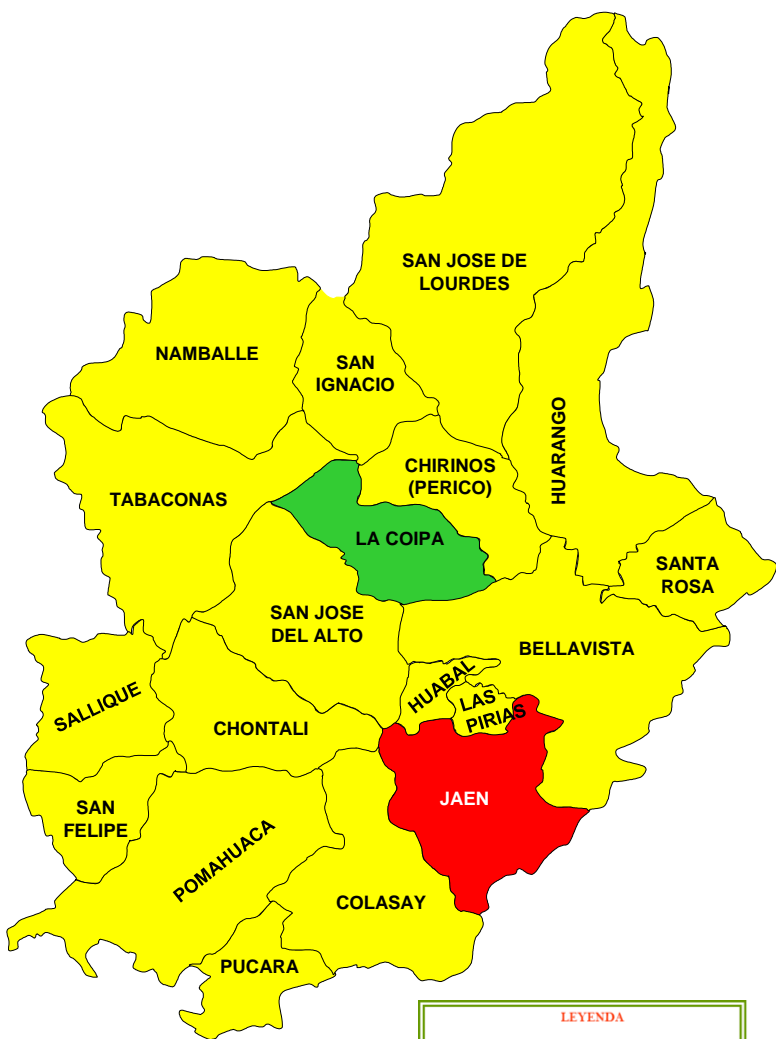 SAN JOSE DE
LOURDES
NAMBALLE
SAN
IGNACIO
HUARANGO
CHIRINOS
(PERICO)
TABACONAS
LA COIPA
SANTA
ROSA
SAN JOSE
DEL ALTO
BELLAVISTA
HUABAL
SALLIQUE
LAS
PIRIAS
CHONTALI
JAEN
SAN
FELIPE
POMAHUACA
COLASAY
PUCARA
LEYENDA